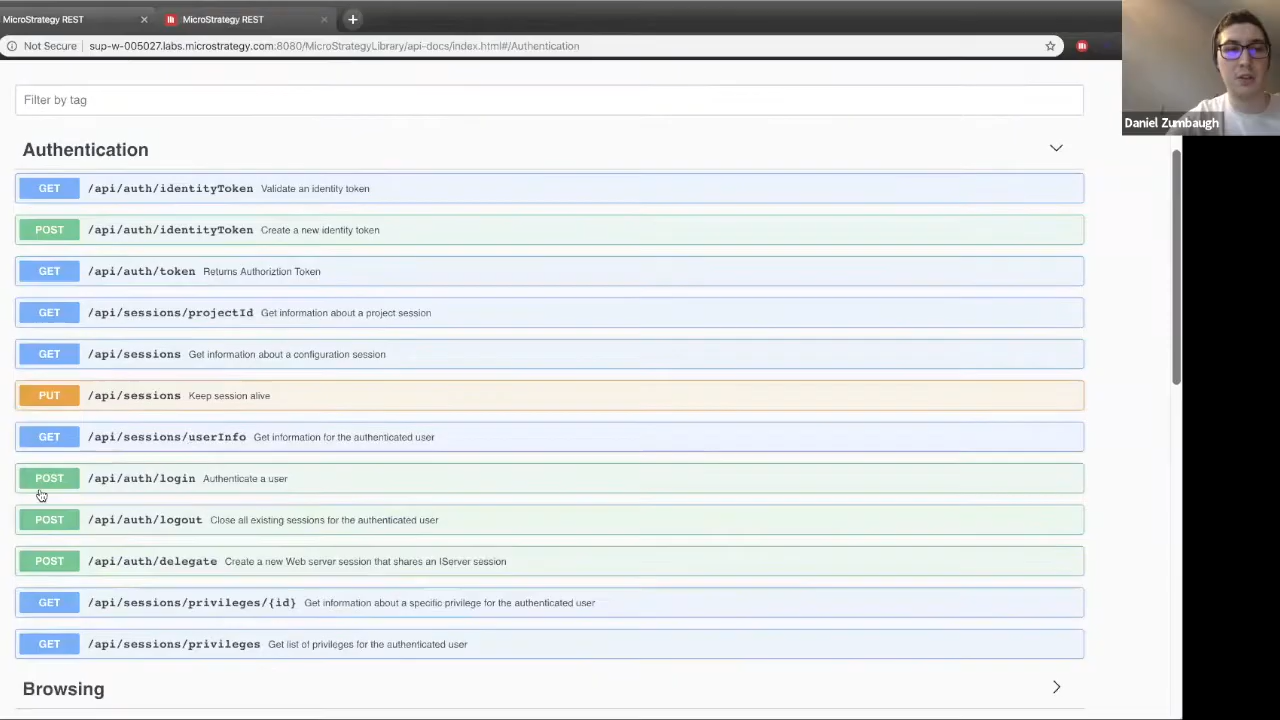 MicroStrategy REST
MicroStrategy REST
Not Secure sup-w-005027.labs.microstrategy.com:8080/MicroStrategyLibrary/api-docs/index.html#/Authentication
Daniel Zumbaugh
Filter by tag
Authentication
GET /api/auth/identityToken Validate an identity token
POST /api/auth/identityToken Create a new identity token
GET /api/auth/token Returns Authoriztion Token
GET /api/sessions/projectId Get information about a project session
GET /api/sessions Get information about a configuration session
PUT /api/sessions Keep session alive
GET /api/sessions/userInfo Get information for the authenticated user
POST /api/auth/login Authenticate a user
POST /api/auth/logout Close all existing sessions for the authenticated user
POST /api/auth/delegate Create a new Web server session that shares an IServer session
GET /api/sessions/privileges/{id} Get information about a specific privilege for the authenticated user
GET /api/sessions/privileges Get list of privileges for the authenticated user
Browsing